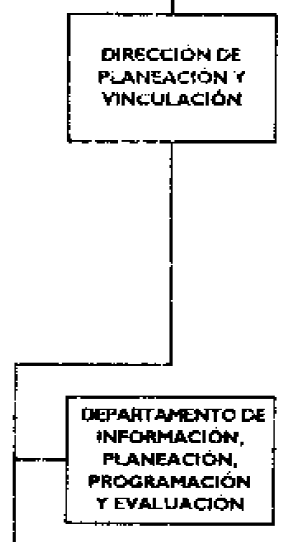 DIRECCIÓN DE
PLANEACIÓN Y
VINCULACIÓN
DEPARTAMENTO DE
INFORMACIÓN,
PLANEACIÓN,
PROGRAMACIÓN
Y EVALUACIÓN